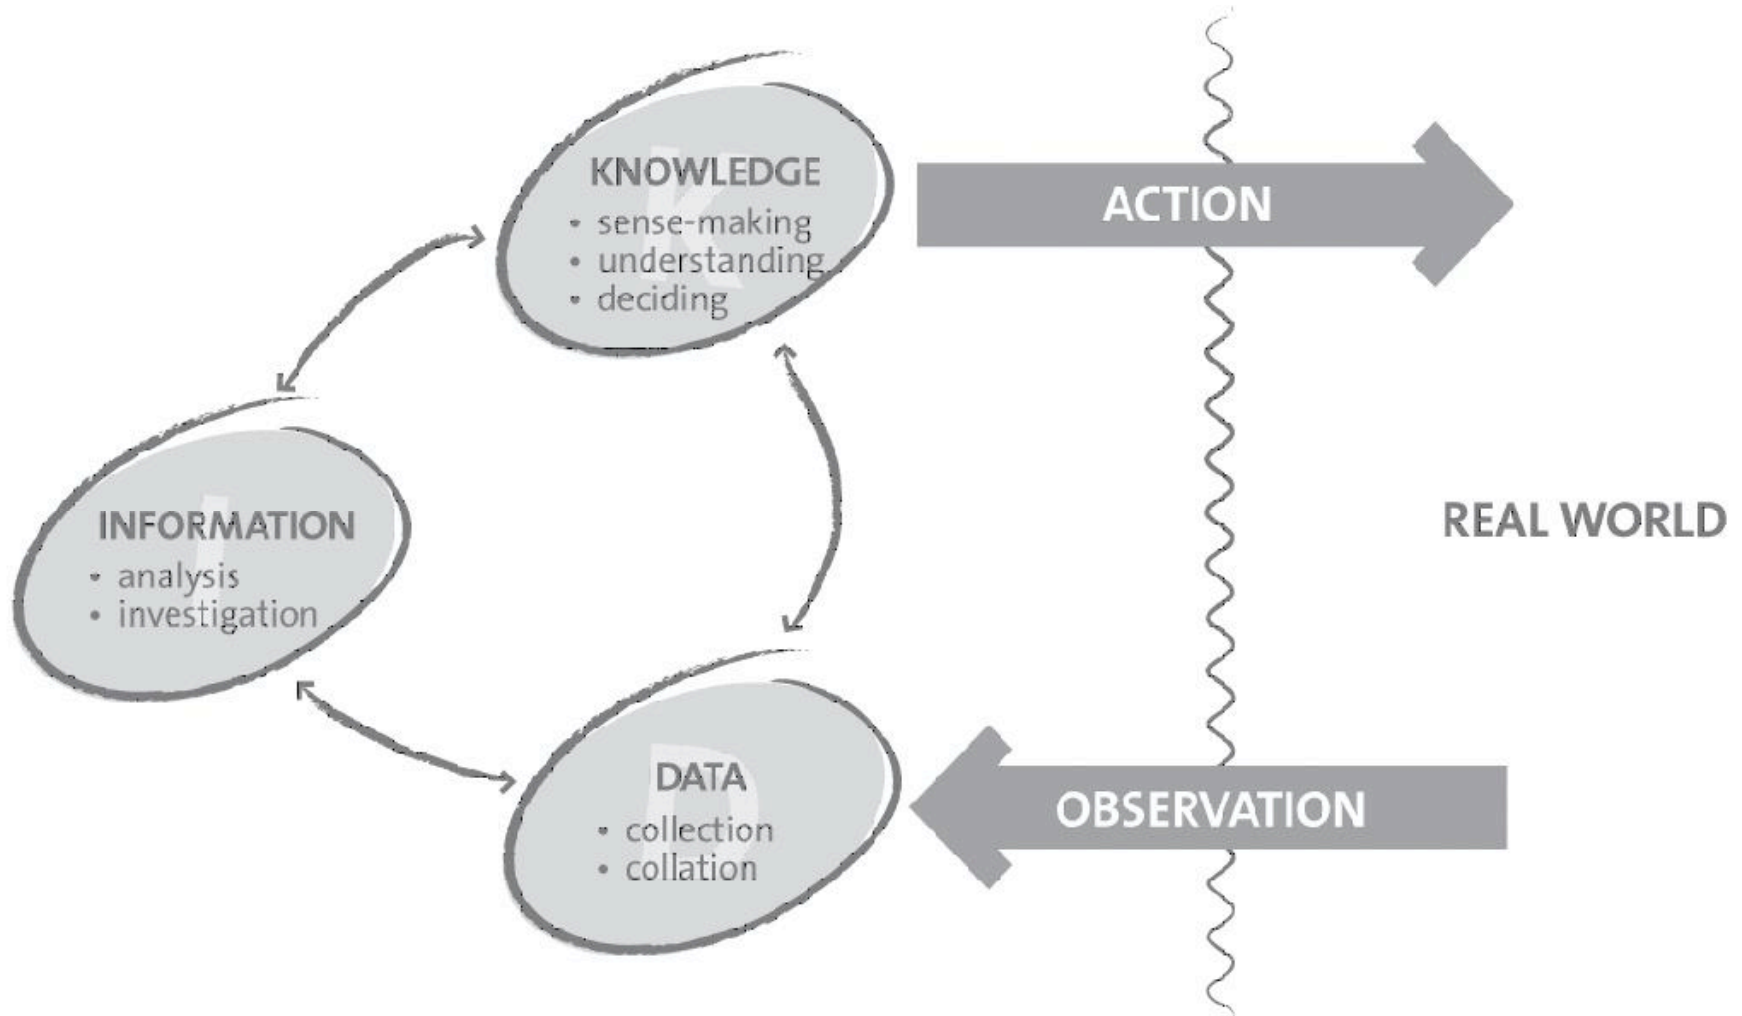 KNOWLEDGE
• sense-making
• understanding
• deciding
ACTION
INFORMATION
• analysis
• investigation
REAL WORLD
DATA
• collection
• collation
OBSERVATION
K
I
D